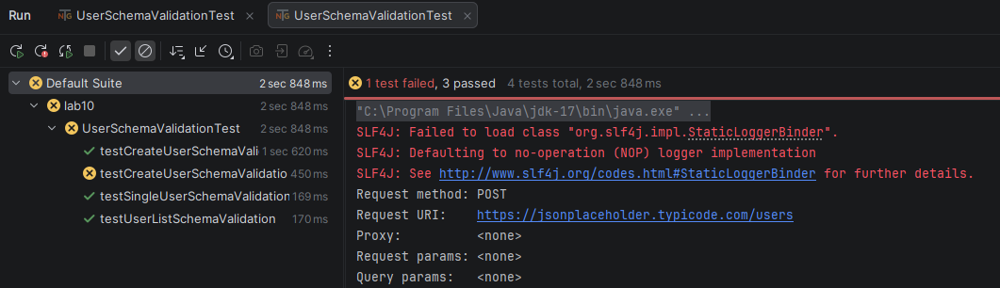 Run UserSchemaValidationTest × UserSchemaValidationTest ×
Default Suite 2 sec 848 ms
lab10 2 sec 848 ms
UserSchemaValidationTest 2 sec 848 ms
testCreateUserSchemaVali 1 sec 620 ms
testCreateUserSchemaValidatio 450 ms
testSingleUserSchemaValidation 169 ms
testUserListSchemaValidation 170 ms
1 test failed, 3 passed 4 tests total, 2 sec 848 ms
"C:\Program Files\Java\jdk-17\bin\java.exe" ...
SLF4J: Failed to load class "org.slf4j.impl.StaticLoggerBinder".
SLF4J: Defaulting to no-operation (NOP) logger implementation
SLF4J: See http://www.slf4j.org/codes.html#StaticLoggerBinder for further details.
Request method: POST
Request URI: https://jsonplaceholder.typicode.com/users
Proxy: <none>
Request params: <none>
Query params: <none>